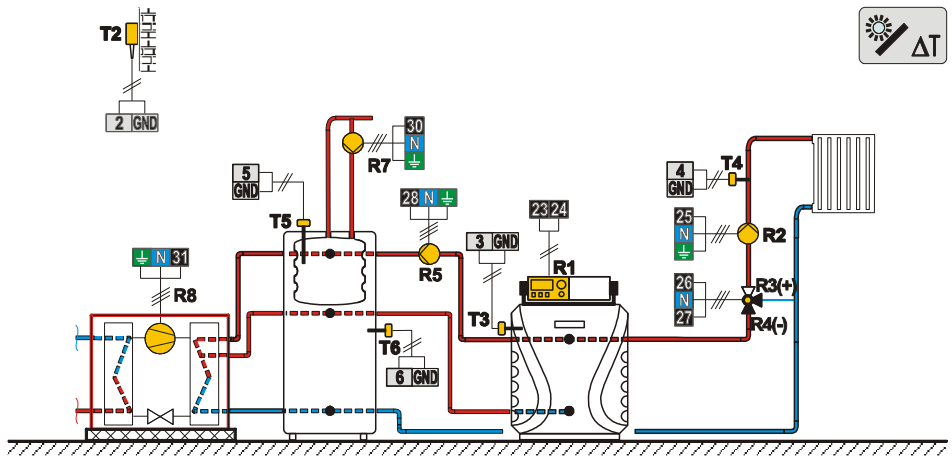 T2
2 GND
ΔT
30
N
R7
5
GND
T5
28 N
R5
23 24
3 GND
R1
T3
4
GND
T4
25
N
R2
26
N
27
R3(+)
R4(-)
N 31
R8
T6
6 GND